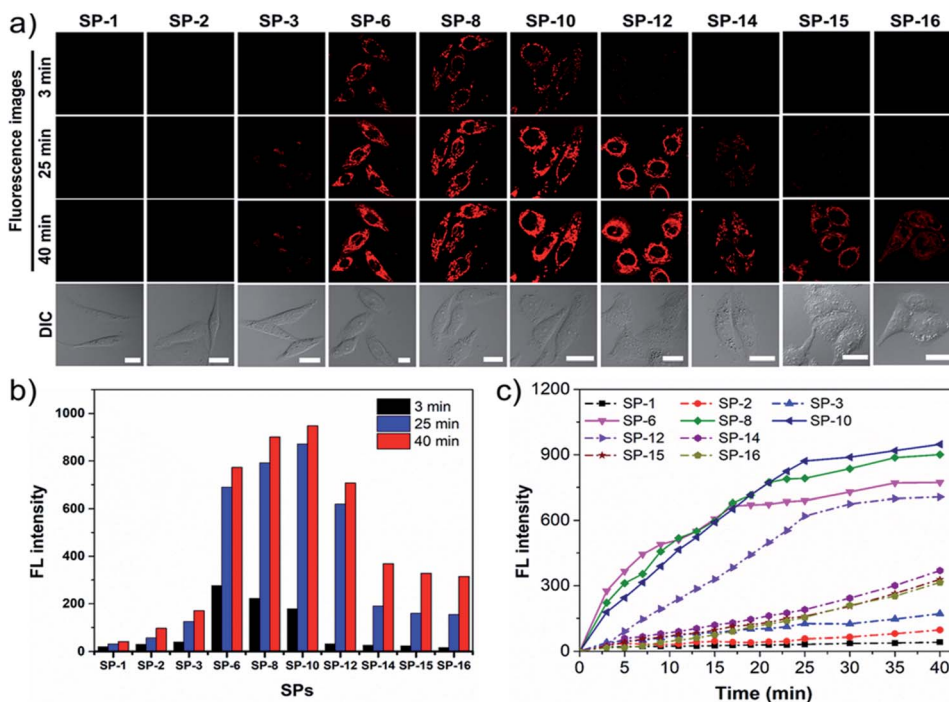 a)
SP-1 SP-2 SP-3 SP-6 SP-8 SP-10 SP-12 SP-14 SP-15 SP-16
Fluorescence images
3 min
25 min
40 min
DIC
b)
FL intensity
1000
800
600
400
200
0
3 min
25 min
40 min
SP-1 SP-2 SP-3 SP-6 SP-8 SP-10 SP-12 SP-14 SP-15 SP-16
SPs
c)
FL intensity
1200
900
600
300
0
SP-1 SP-2 SP-3
SP-6 SP-8 SP-10
SP-12 SP-14
SP-15 SP-16
0 5 10 15 20 25 30 35 40
Time (min)